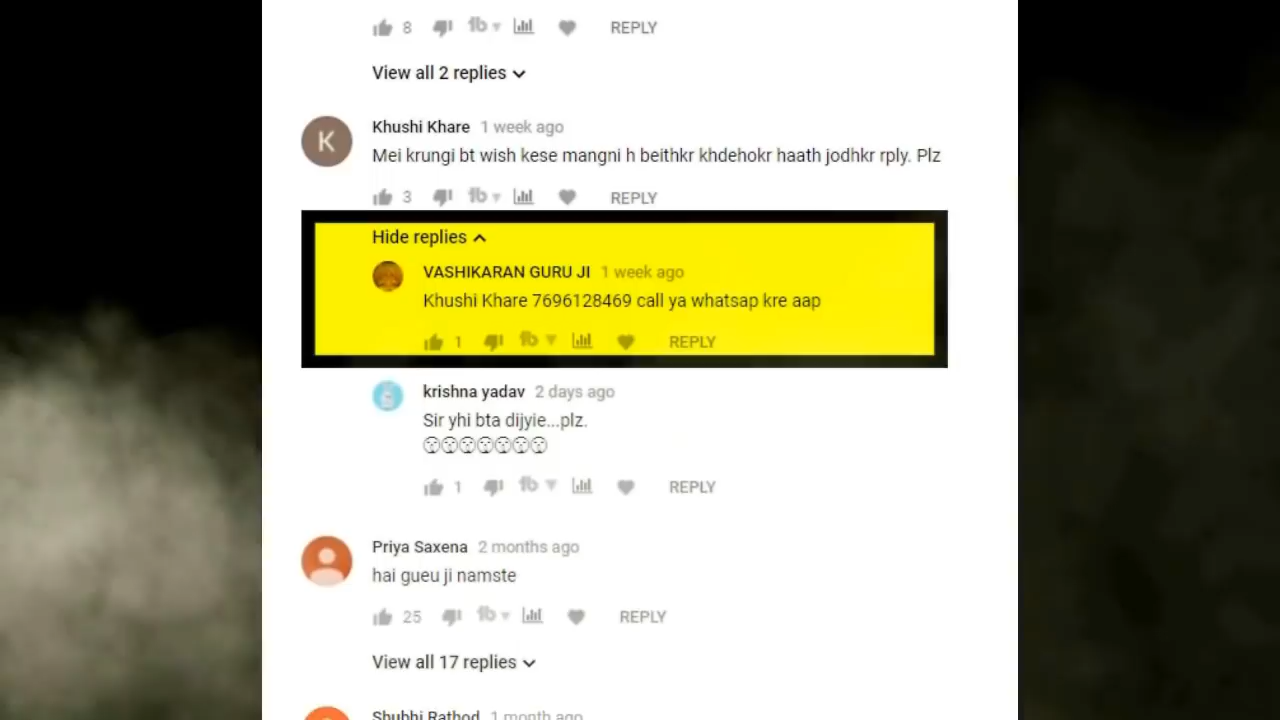 8 REPLY
View all 2 replies
K
Khushi Khare 1 week ago
Mei krungi bt wish kese mangni h beithkr khdehokr haath jodhkr rply. Plz
3 REPLY
Hide replies
VASHIKARAN GURU JI 1 week ago
Khushi Khare 7696128469 call ya whatsap kre aap
1 REPLY
krishna yadav 2 days ago
Sir yhi bta dijyie...plz.
1 REPLY
Priya Saxena 2 months ago
hai gueu ji namste
25 REPLY
View all 17 replies
Shubhi Rathod 1 month ago